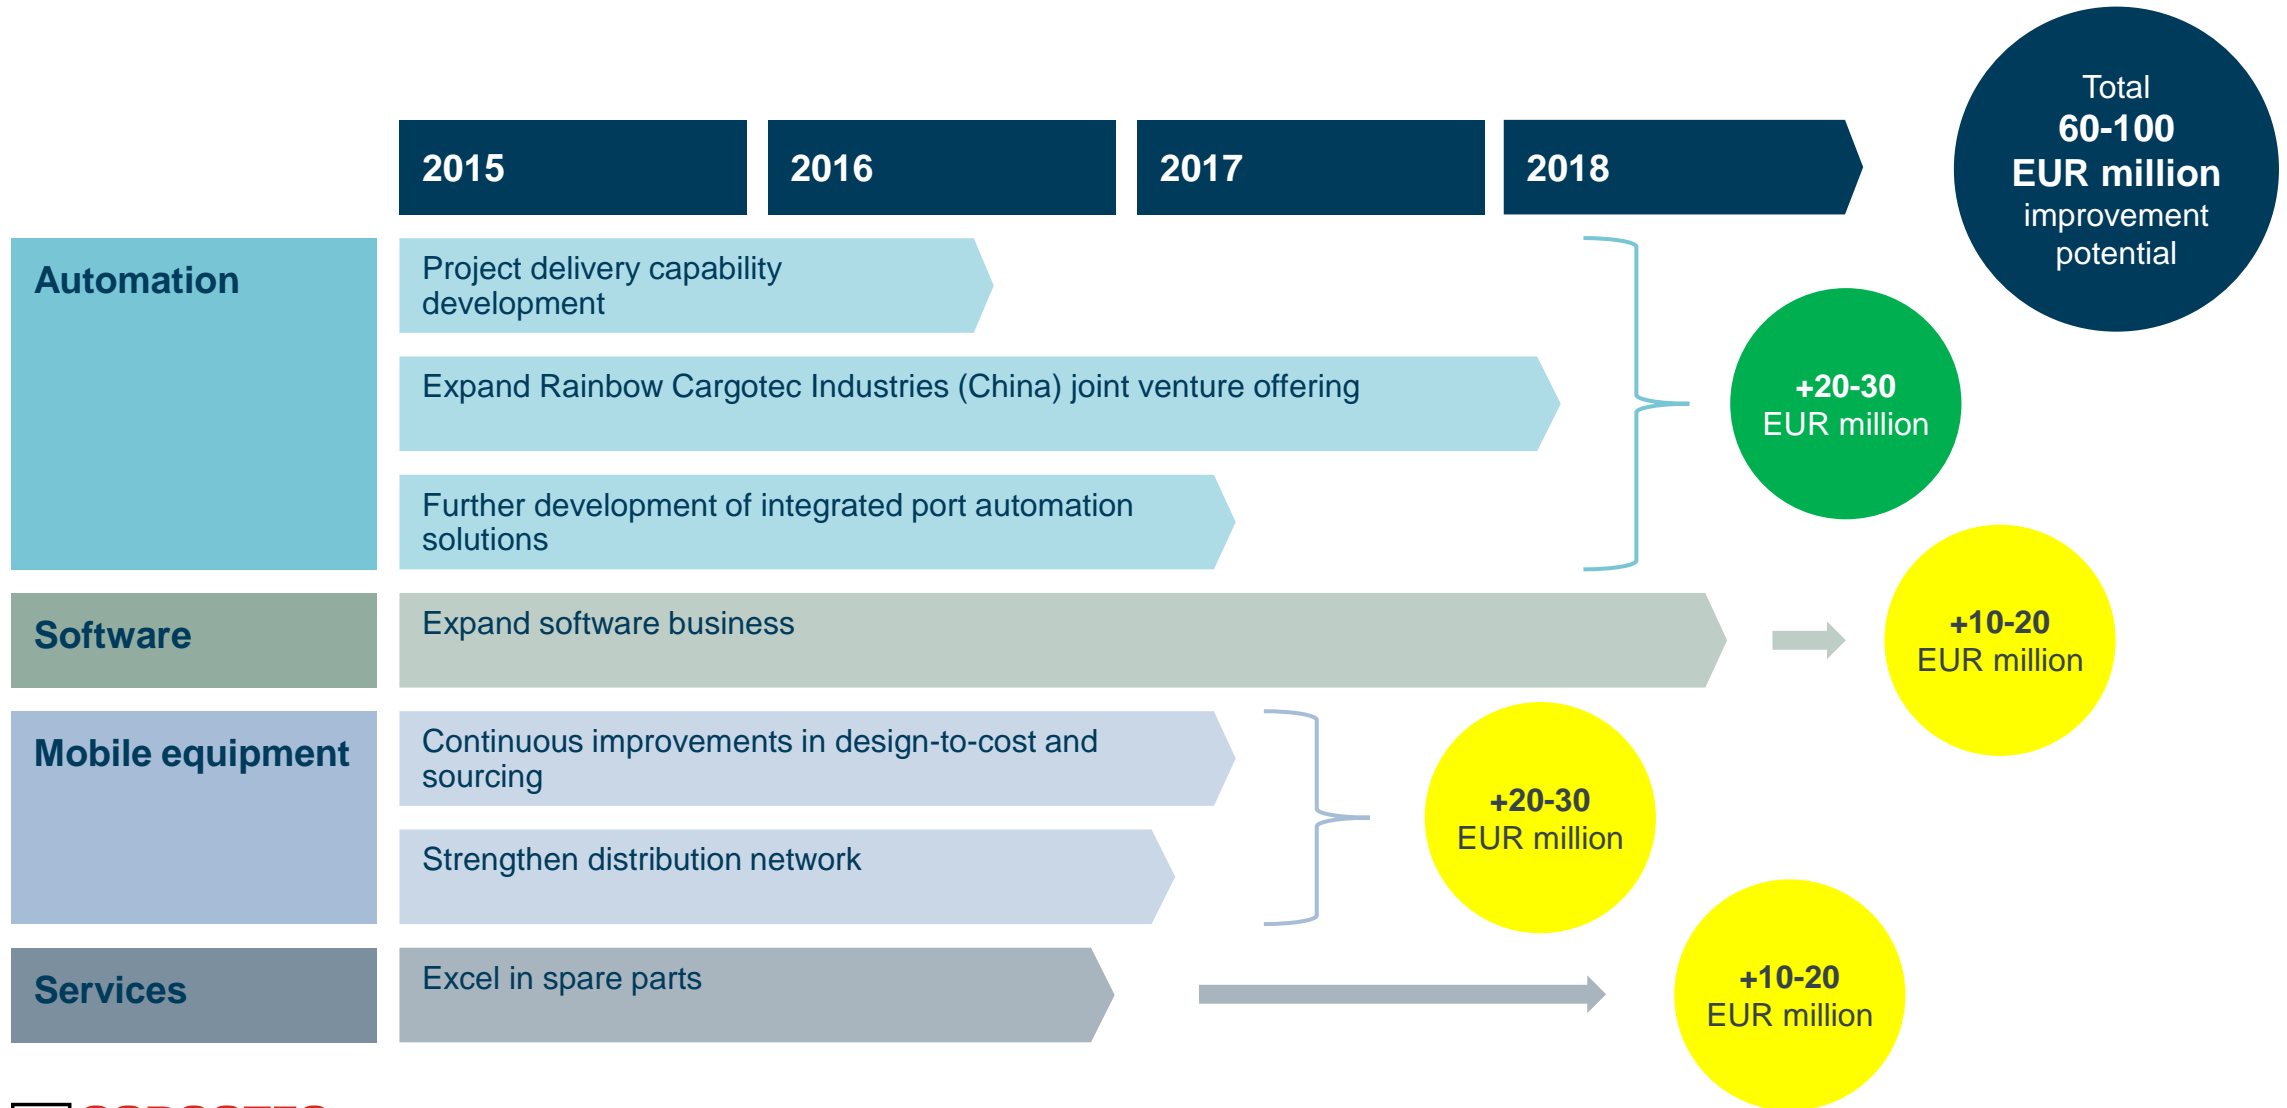 Total
60-100
EUR million
improvement
potential
2015
2016
2017
2018
Automation
Project delivery capability
development
Expand Rainbow Cargotec Industries (China) joint venture offering
Further development of integrated port automation
solutions
+20-30
EUR million
Software
Expand software business
+10-20
EUR million
Mobile equipment
Continuous improvements in design-to-cost and
sourcing
Strengthen distribution network
+20-30
EUR million
Services
Excel in spare parts
+10-20
EUR million